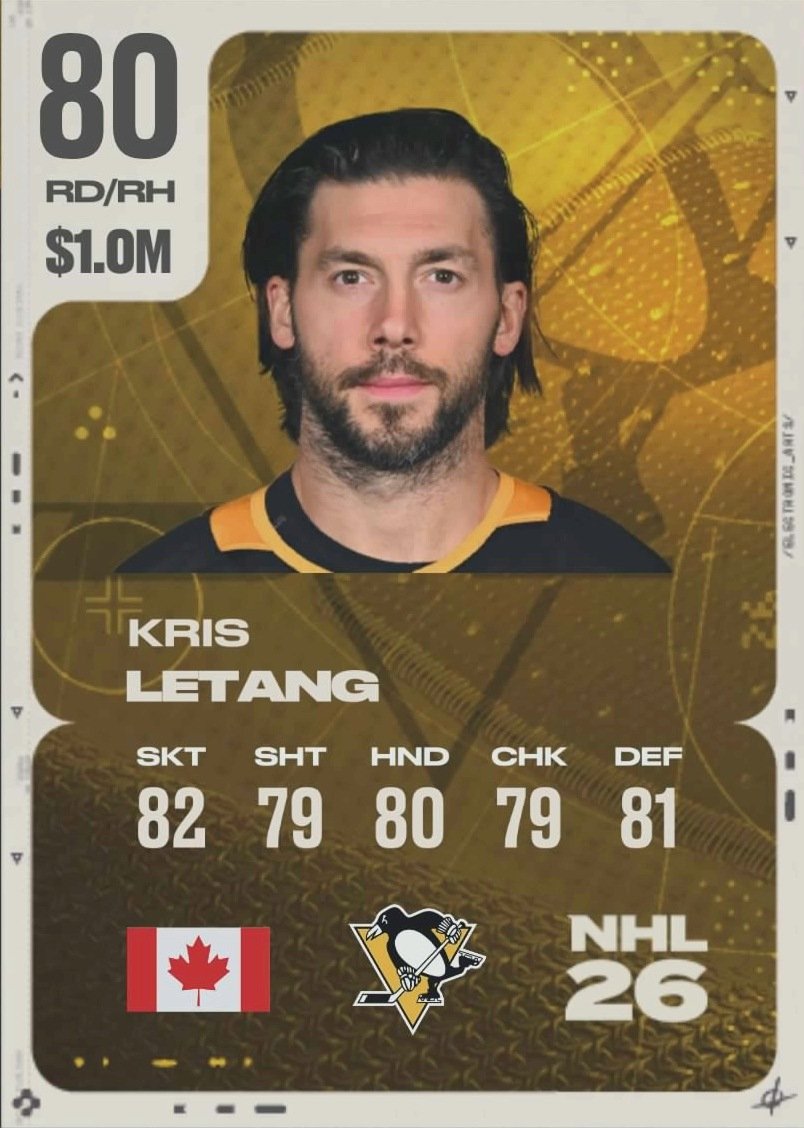 80
RD/RH
$1.0M
KRIS
LETANG
SKT SHT HND CHK DEF
82 79 80 79 81
NHL
26